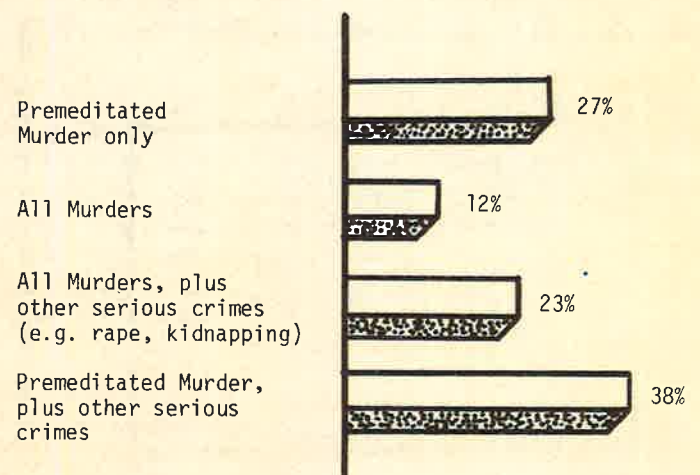 Premeditated
Murder only
27%
All Murders
12%
All Murders, plus
other serious crimes
(e.g. rape, kidnapping)
23%
Premeditated Murder,
plus other serious
crimes
38%